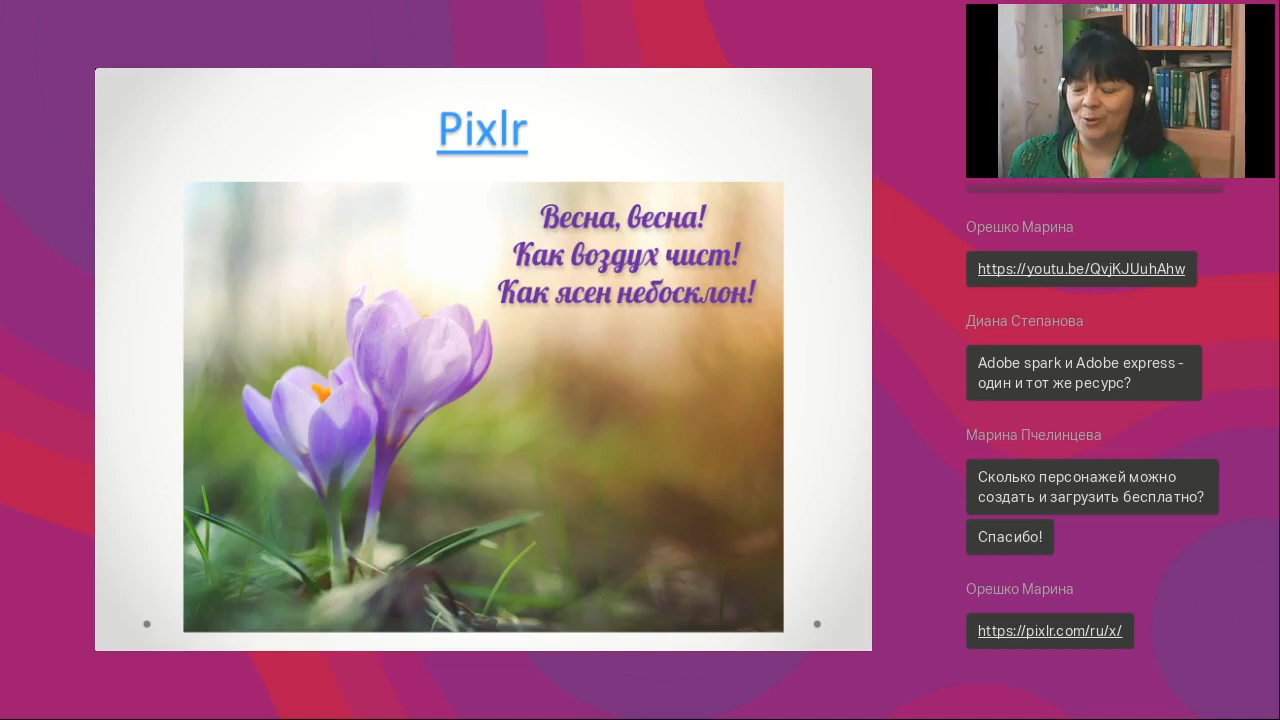 Pixlr
Весна, весна!
Как воздух чист!
Как ясен небосклон!
Орешко Марина
https://youtu.be/QvjKJUuhAhw
Диана Степанова
Adobe spark и Adobe express -
один и тот же ресурс?
Марина Пчелинцева
Сколько персонажей можно
создать и загрузить бесплатно?
Спасибо!
Орешко Марина
https://pixlr.com/ru/x/